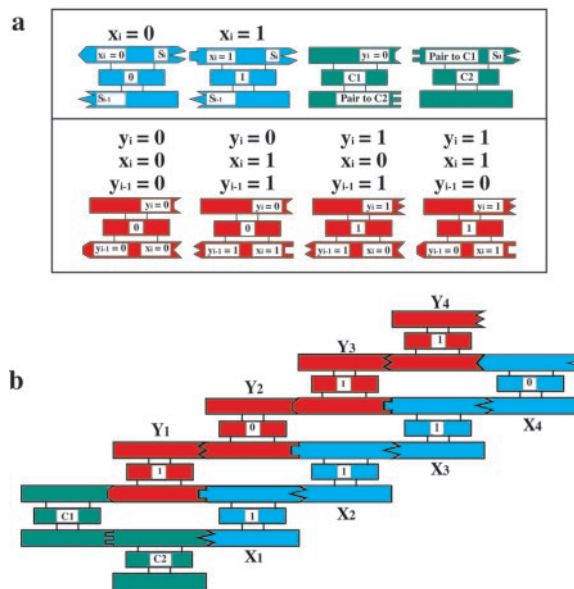 a
xᵢ = 0 xᵢ = 1
xᵢ = 0 Sᵢ xᵢ = 1 Sᵢ yᵢ = 0 Pair to C1 S₀
0 1 C1 C2
Sᵢ₋₁ Sᵢ₋₁ Pair to C2
yᵢ = 0 yᵢ = 0 yᵢ = 1 yᵢ = 1
xᵢ = 0 xᵢ = 1 xᵢ = 0 xᵢ = 1
yᵢ₋₁ = 0 yᵢ₋₁ = 1 yᵢ₋₁ = 1 yᵢ₋₁ = 0
yᵢ = 0 yᵢ = 0 yᵢ = 1 yᵢ = 1
0 0 1 1
yᵢ₋₁ = 0 xᵢ = 0 yᵢ₋₁ = 1 xᵢ = 1 yᵢ₋₁ = 1 xᵢ = 0 yᵢ₋₁ = 0 xᵢ = 1
b
Y4
1
Y3
1 0
Y2 X4
0 1
Y1 X3
1 1
X2
C1 1
X1
C2